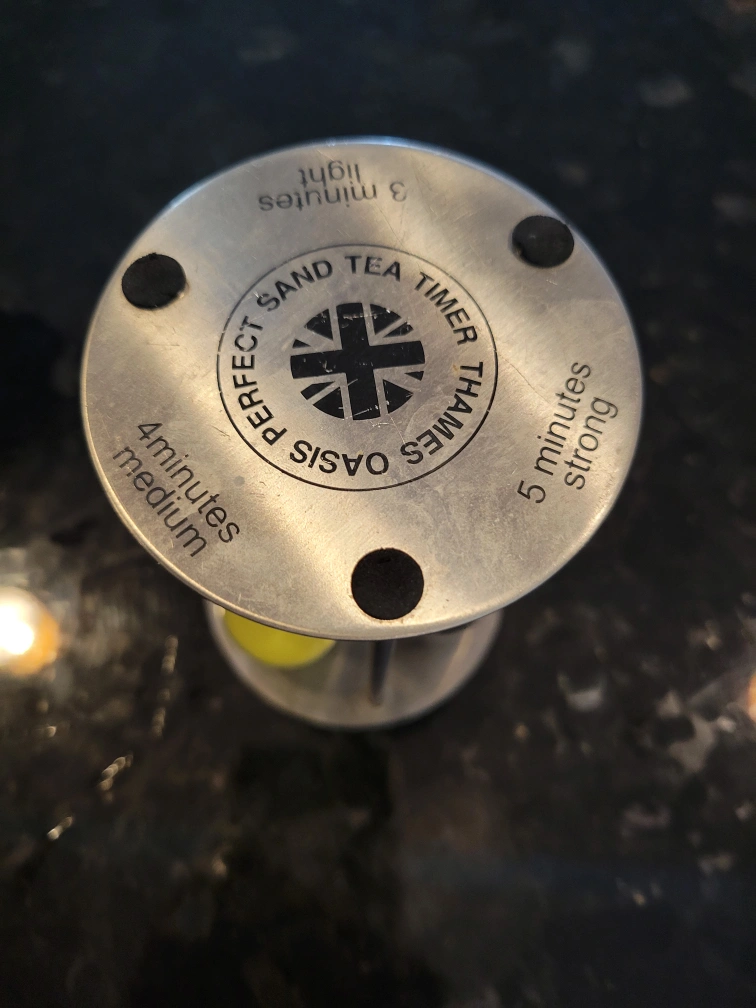 3 minutes
light
PERFECT SAND TEA TIMER THAMES OASIS
5 minutes
strong
4minutes
medium